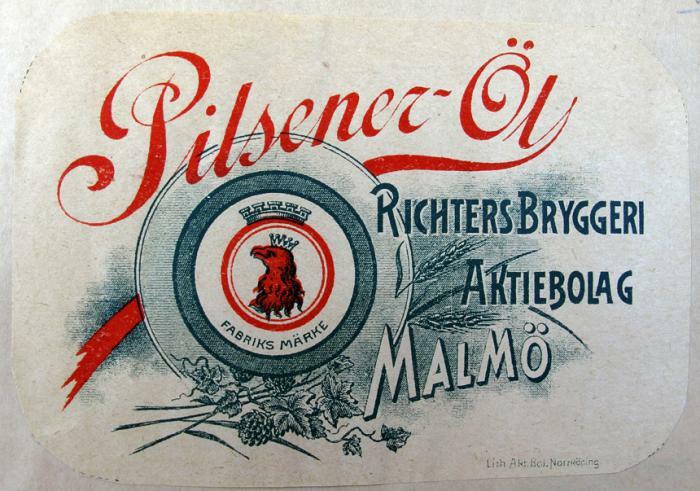 Pilsener-Öl
RICHTERS BRYGGERI
AKTIEBOLAG
MALMÖ
FABRIKS MÄRKE
Lith. Akt. Bol. Norrköping